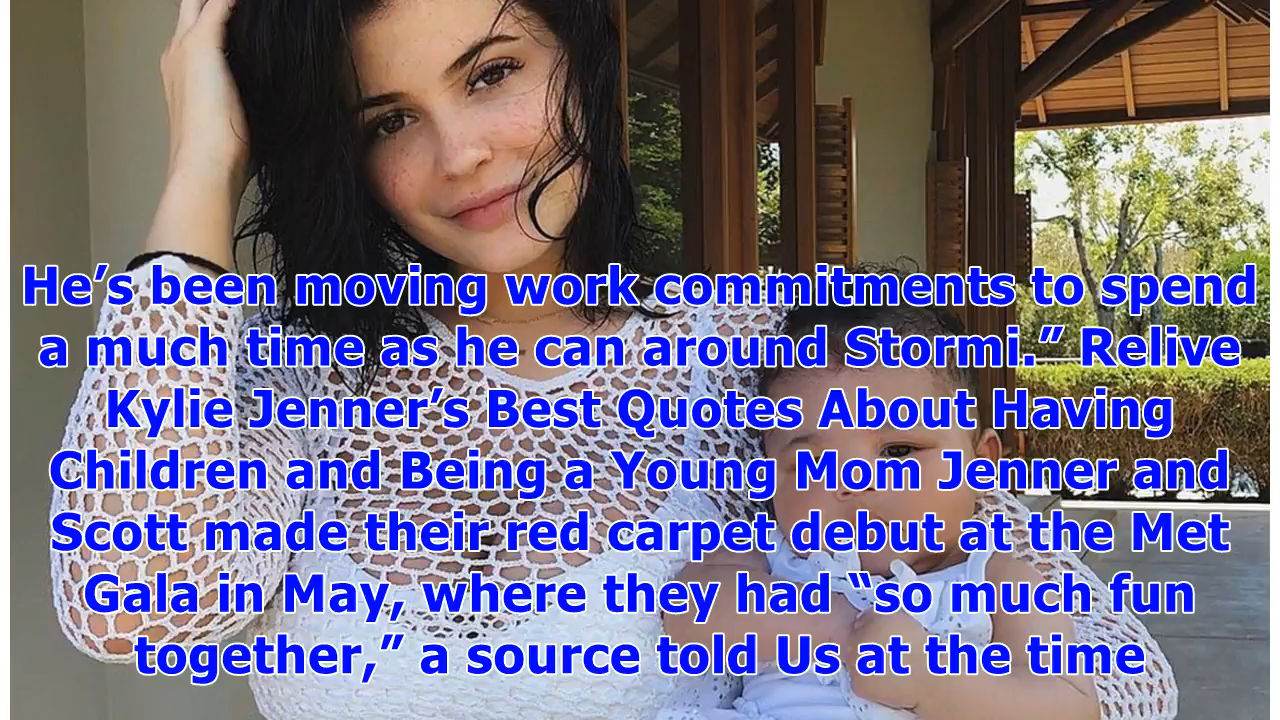 He’s been moving work commitments to spend
a much time as he can around Stormi.” Relive
Kylie Jenner’s Best Quotes About Having
Children and Being a Young Mom Jenner and
Scott made their red carpet debut at the Met
Gala in May, where they had “so much fun
together,” a source told Us at the time